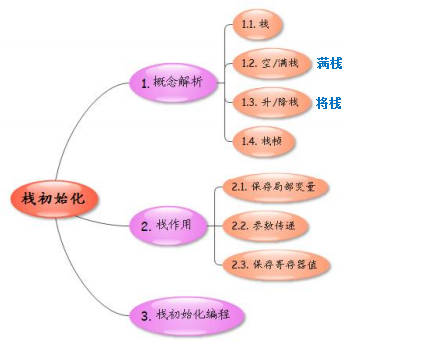 栈初始化
1. 概念解析
1.1. 栈
1.2. 空/满栈 满栈
1.3. 升/降栈 将栈
1.4. 栈帧
2. 栈作用
2.1. 保存局部变量
2.2. 参数传递
2.3. 保存寄存器值
3. 栈初始化编程